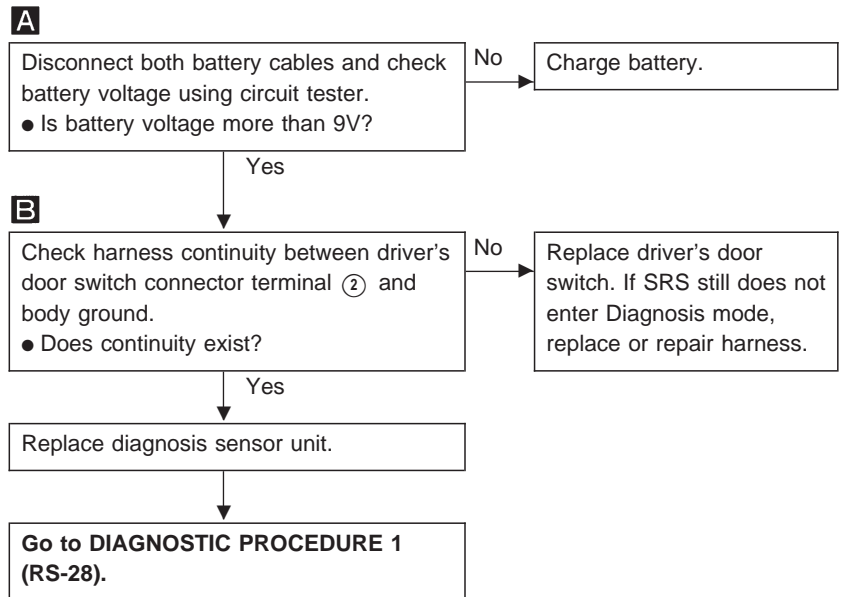 A
Disconnect both battery cables and check
battery voltage using circuit tester.
● Is battery voltage more than 9V?
No
Charge battery.
Yes
B
Check harness continuity between driver's
door switch connector terminal ② and
body ground.
● Does continuity exist?
No
Replace driver's door
switch. If SRS still does not
enter Diagnosis mode,
replace or repair harness.
Yes
Replace diagnosis sensor unit.
Go to DIAGNOSTIC PROCEDURE 1
(RS-28).